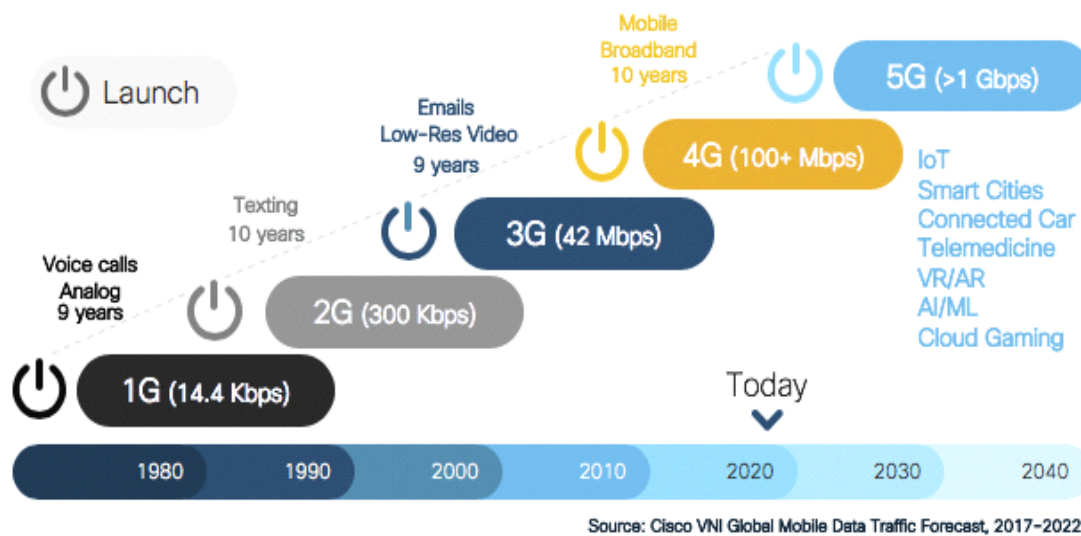 Launch
Mobile
Broadband
10 years
5G (>1 Gbps)
Emails
Low-Res Video
9 years
4G (100+ Mbps)
IoT
Smart Cities
Connected Car
Telemedicine
VR/AR
AI/ML
Cloud Gaming
Texting
10 years
3G (42 Mbps)
Voice calls
Analog
9 years
2G (300 Kbps)
1G (14.4 Kbps)
Today
1980 1990 2000 2010 2020 2030 2040
Source: Cisco VNI Global Mobile Data Traffic Forecast, 2017-2022